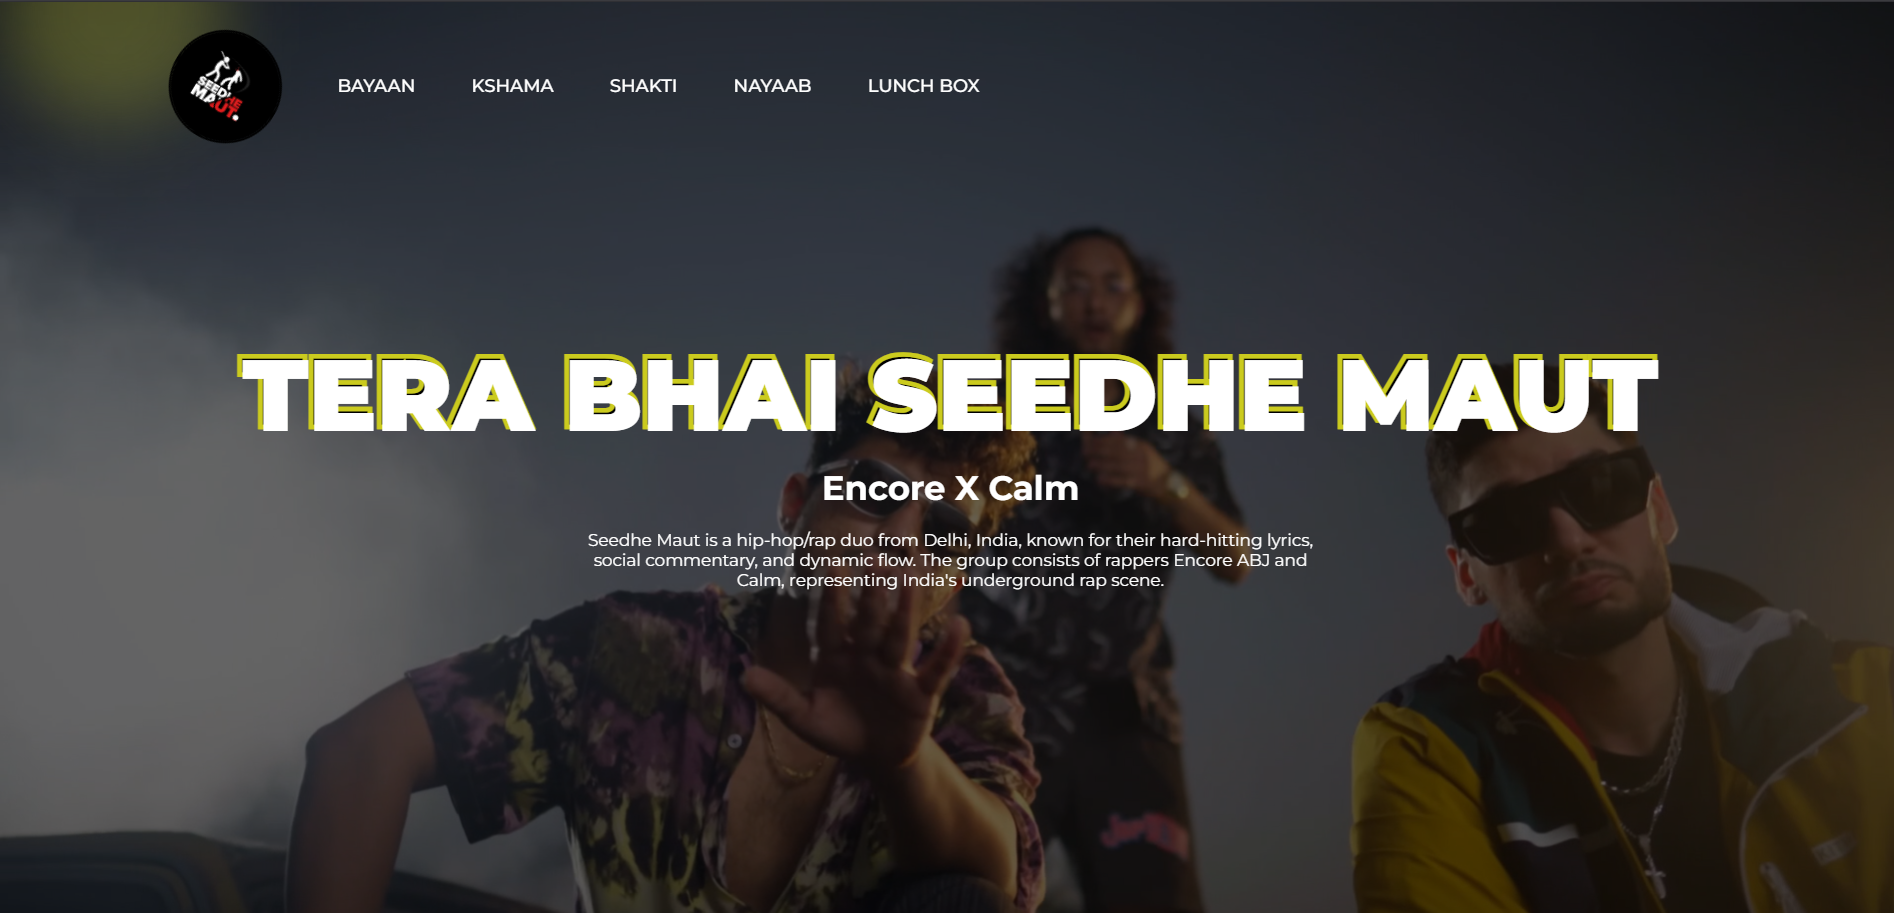 SEEDHE
MAUT
BAYAAN KSHAMA SHAKTI NAYAAB LUNCH BOX
TERA BHAI SEEDHE MAUT
Encore X Calm
Seedhe Maut is a hip-hop/rap duo from Delhi, India, known for their hard-hitting lyrics,
social commentary, and dynamic flow. The group consists of rappers Encore ABJ and
Calm, representing India's underground rap scene.